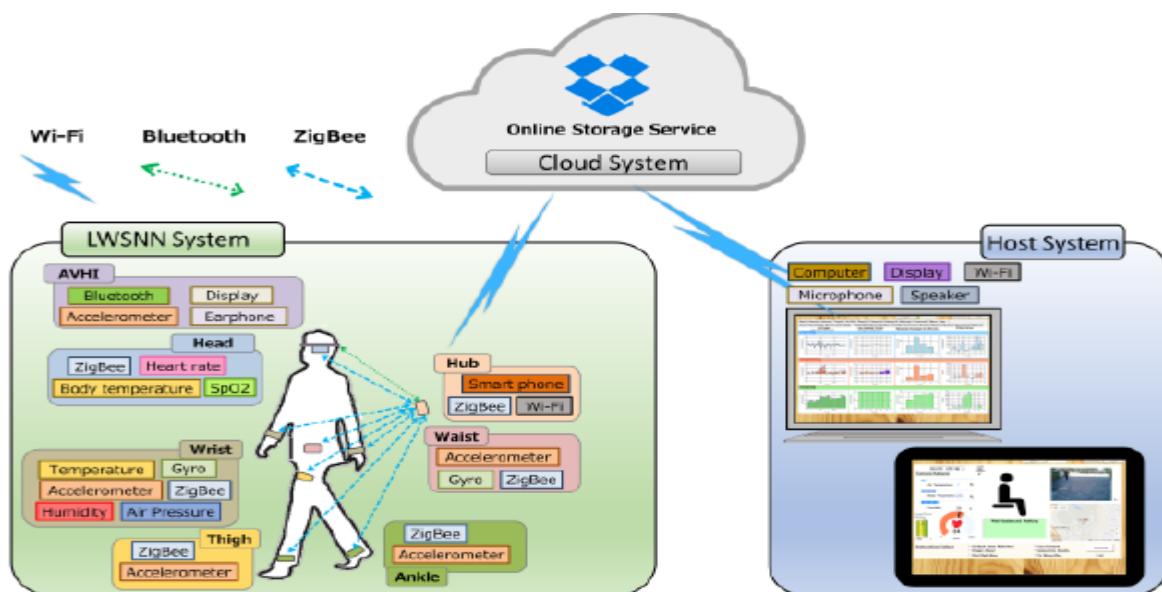 Online Storage Service
Cloud System
Wi-Fi Bluetooth ZigBee
LWSNN System
AVHI
Bluetooth Display
Accelerometer Earphone
Head
ZigBee Heart rate
Body temperature SpO2
Wrist
Temperature Gyro
Accelerometer ZigBee
Humidity Air Pressure
Thigh
ZigBee
Accelerometer
Hub
Smart phone
ZigBee Wi-Fi
Waist
Accelerometer
Gyro ZigBee
ZigBee
Accelerometer
Ankle
Host System
Computer Display Wi-Fi
Microphone Speaker